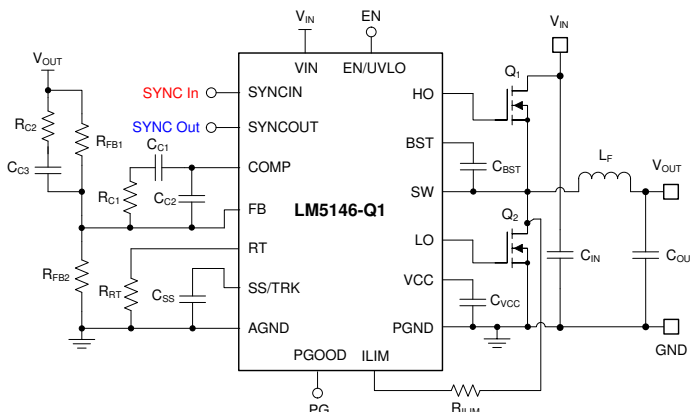 VIN
EN
VIN
VOUT
VIN
EN/UVLO
Q1
SYNC In
SYNCIN
HO
RC2
RFB1
SYNC Out
SYNCOUT
BST
CC3
CC1
COMP
CBST
LF
VOUT
RC1
CC2
SW
FB
LM5146-Q1
Q2
RT
LO
CIN
COU
RFB2
RRT
CSS
SS/TRK
VCC
CVCC
AGND
PGND
PGOOD
ILIM
GND
PG
RILIM